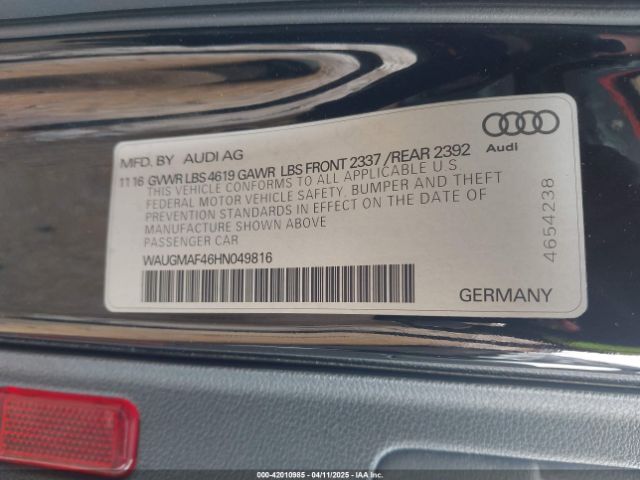 MFD. BY AUDI AG
11 16 GVWR LBS 4619 GAWR LBS FRONT 2337 /REAR 2392
THIS VEHICLE CONFORMS TO ALL APPLICABLE U.S.
FEDERAL MOTOR VEHICLE SAFETY, BUMPER AND THEFT
PREVENTION STANDARDS IN EFFECT ON THE DATE OF
MANUFACTURE SHOWN ABOVE
PASSENGER CAR
WAUGMAF46HN049816
Audi
4654238
GERMANY
000-42010985 - 04/11/2025 - IAAI.COM